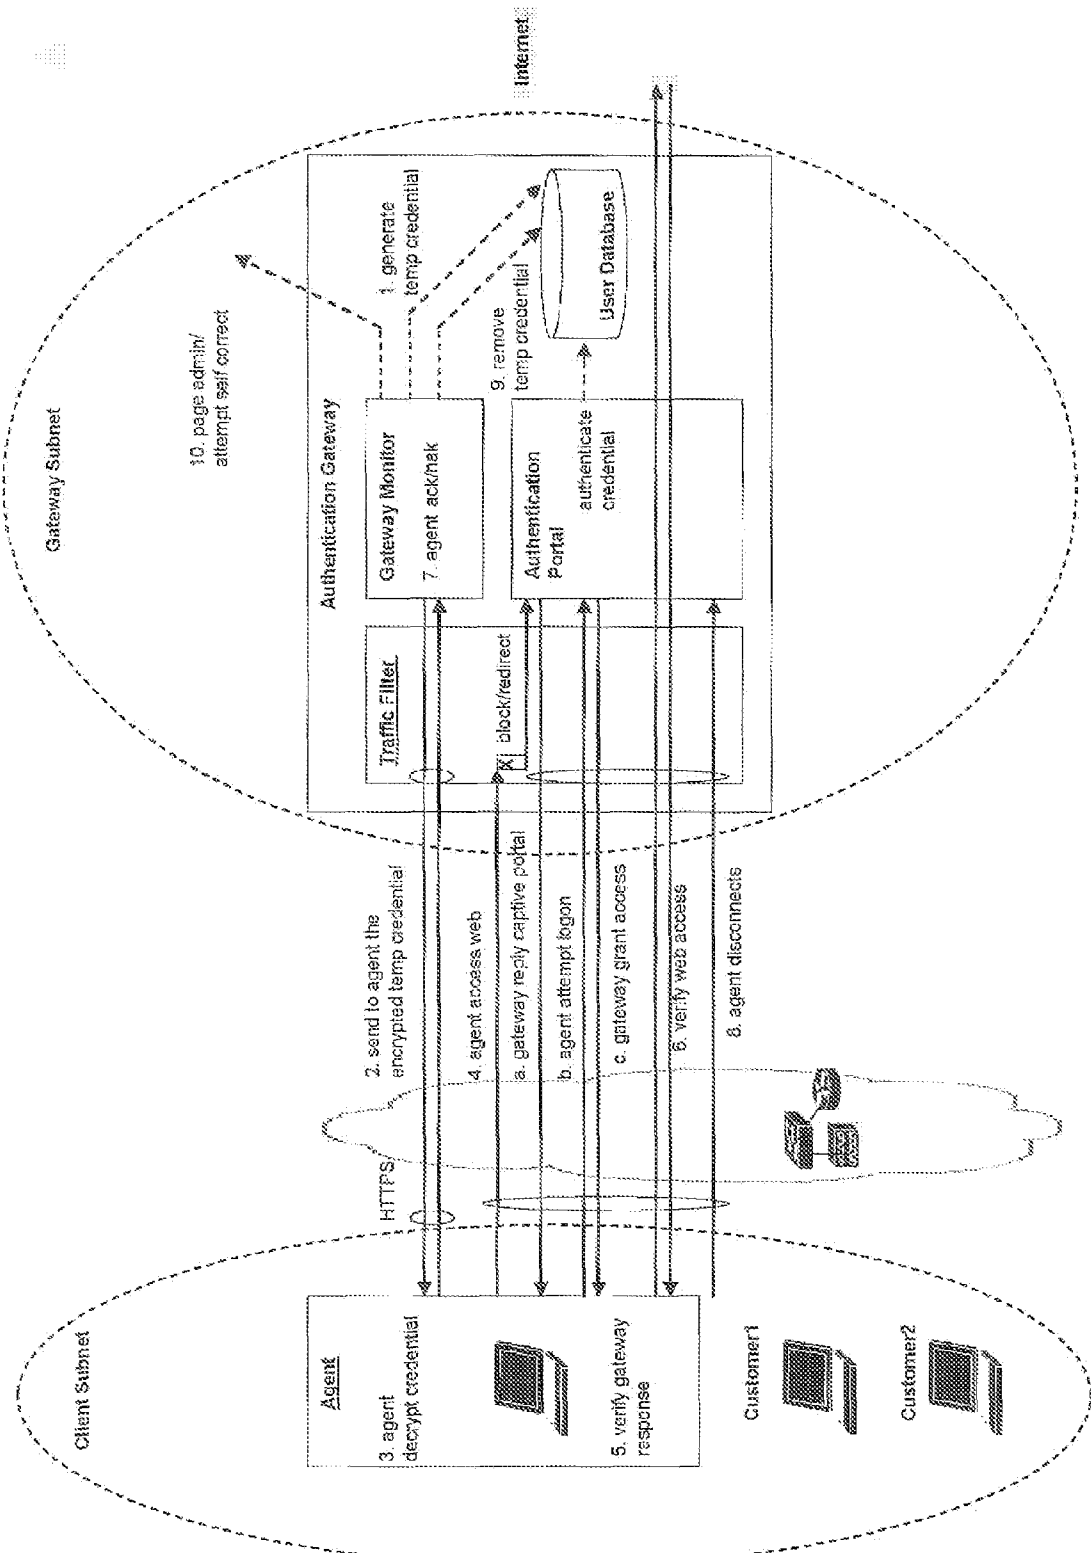 Client Subnet
Agent
3. agent
decrypt credential
5. verify gateway
response
Customer1
Customer2
HTTPS
2. send to agent the
encrypted temp credential
4. agent access web
a. gateway reply captive portal
b. agent attempt logon
c. gateway grant access
6. verify web access
8. agent disconnects
Gateway Subnet
10. page admin/
attempt self correct
Authentication Gateway
Traffic Filter
X
block/redirect
Gateway Monitor
7. agent ack/nak
Authentication
Portal
authenticate
credential
1. generate
temp credential
9. remove
temp credential
User Database
Internet